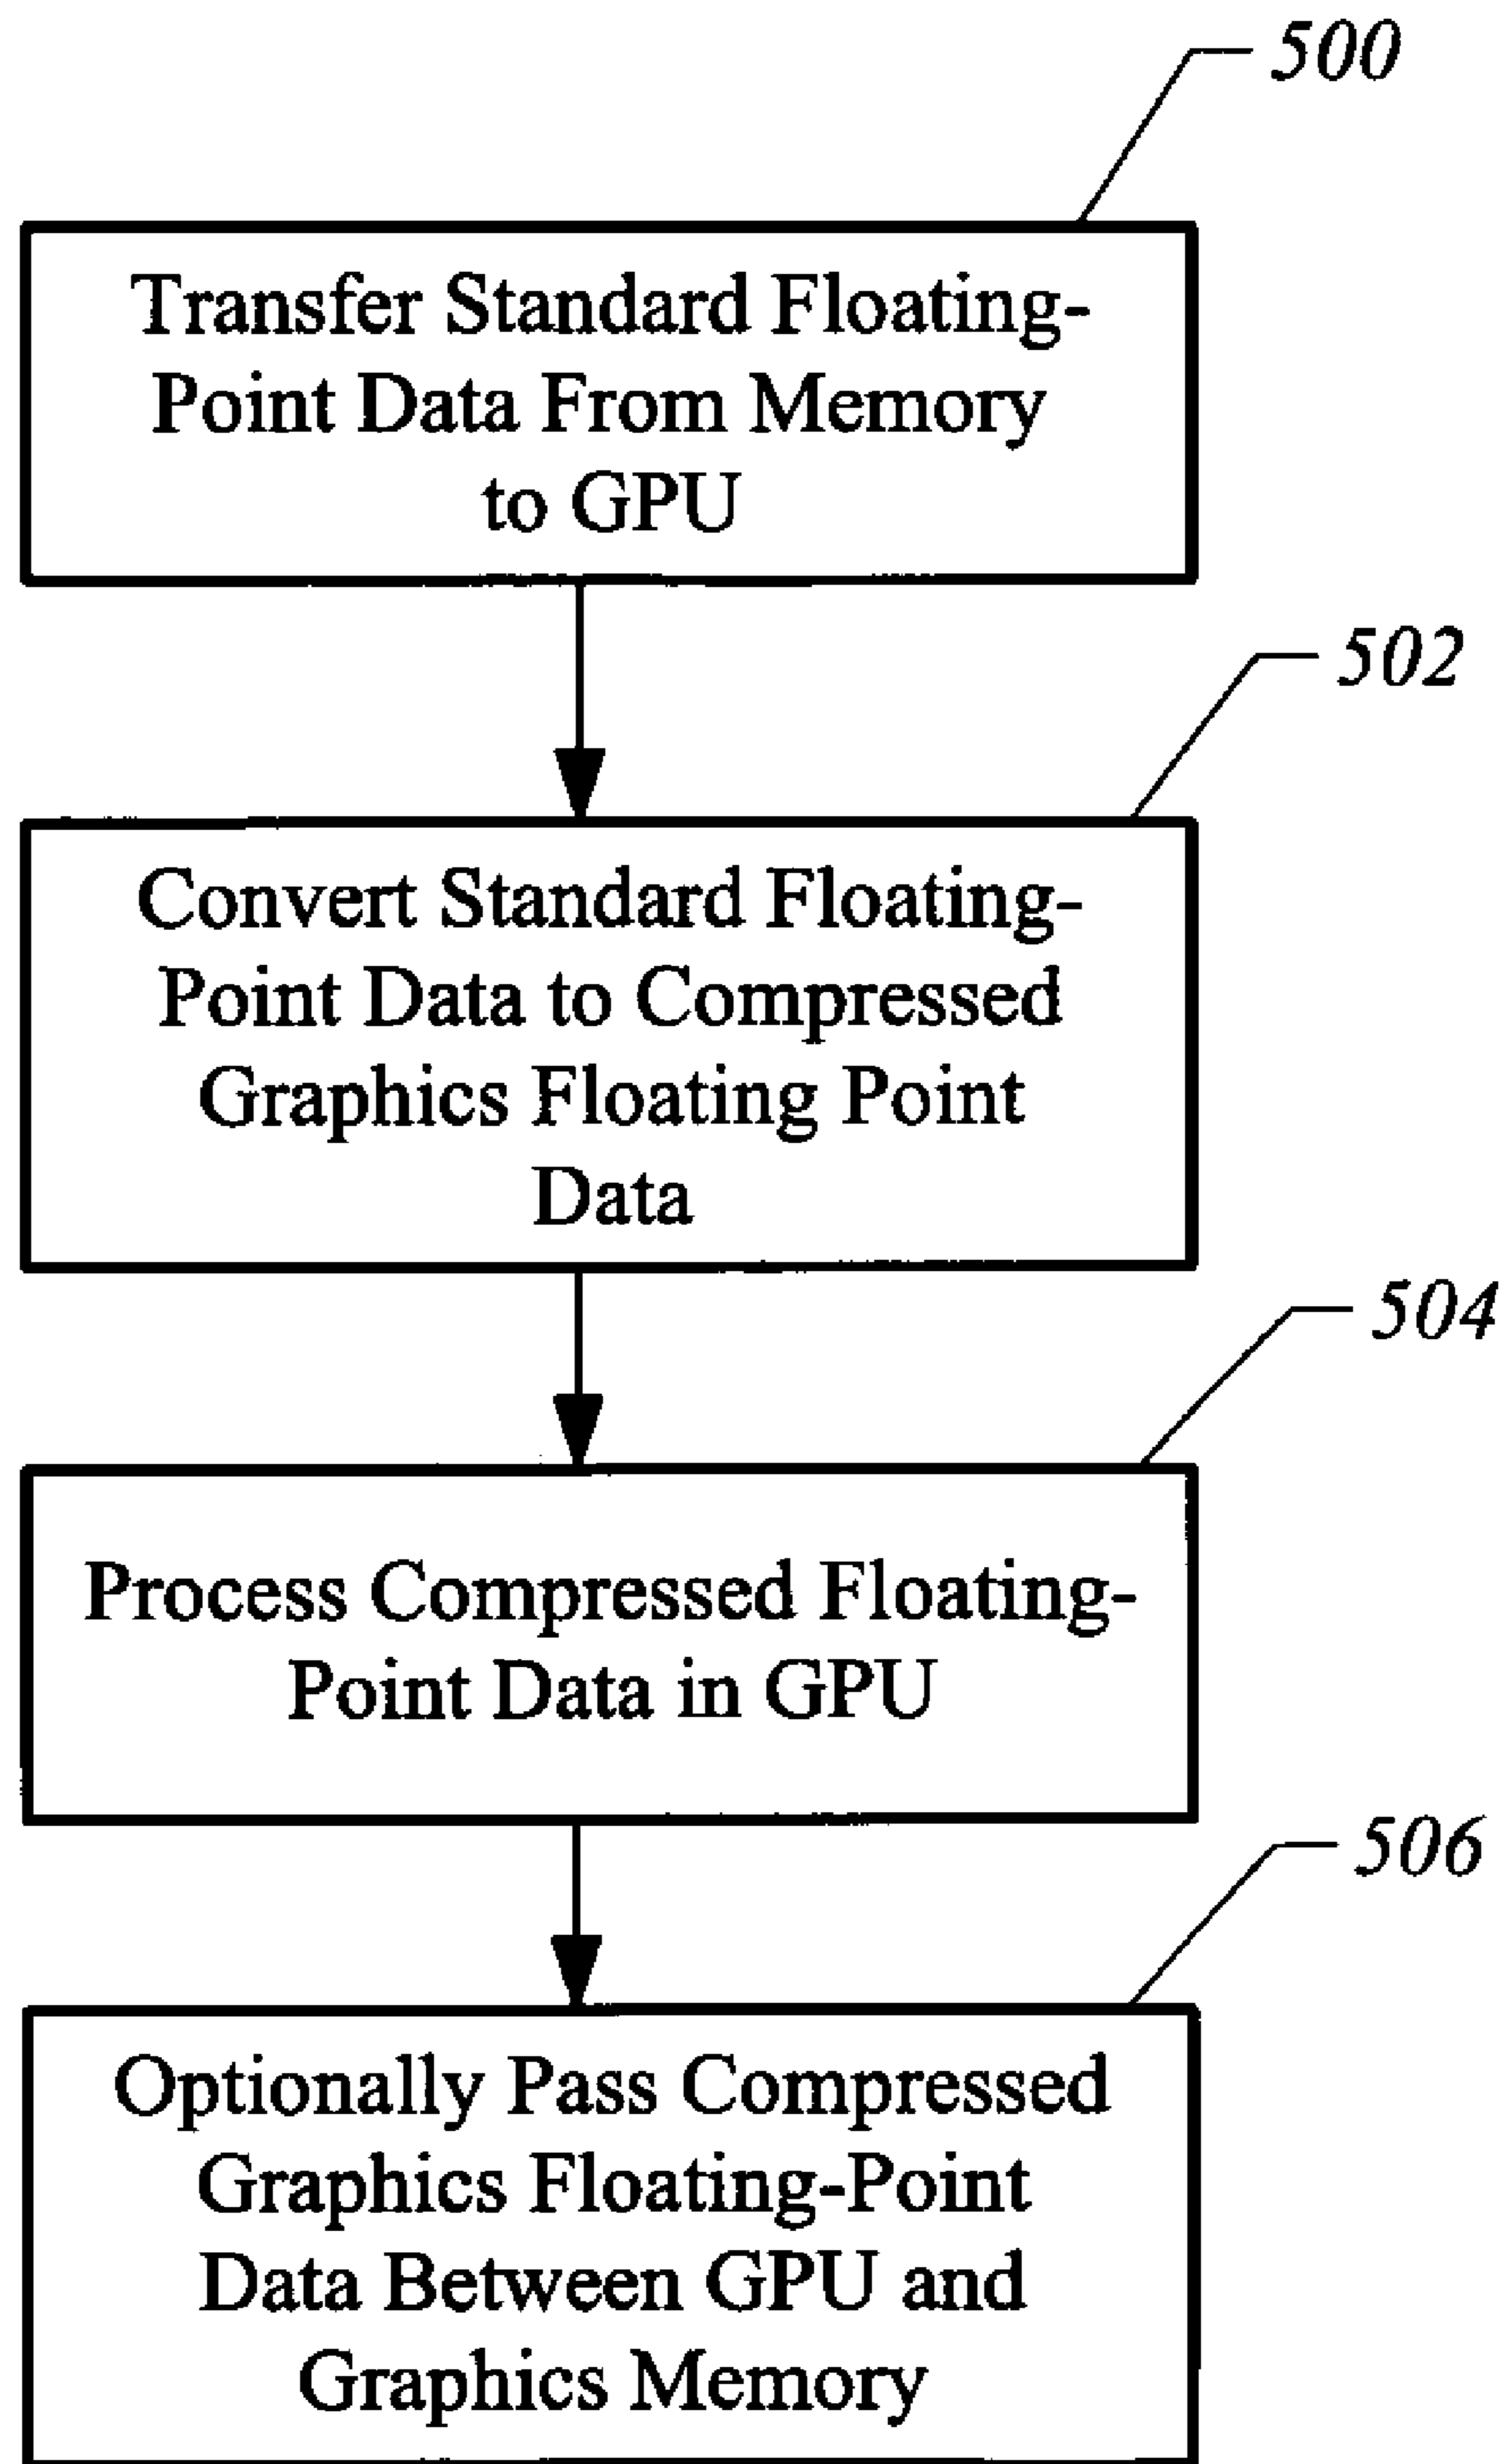 500
Transfer Standard Floating-
Point Data From Memory
to GPU
502
Convert Standard Floating-
Point Data to Compressed
Graphics Floating Point
Data
504
Process Compressed Floating-
Point Data in GPU
506
Optionally Pass Compressed
Graphics Floating-Point
Data Between GPU and
Graphics Memory